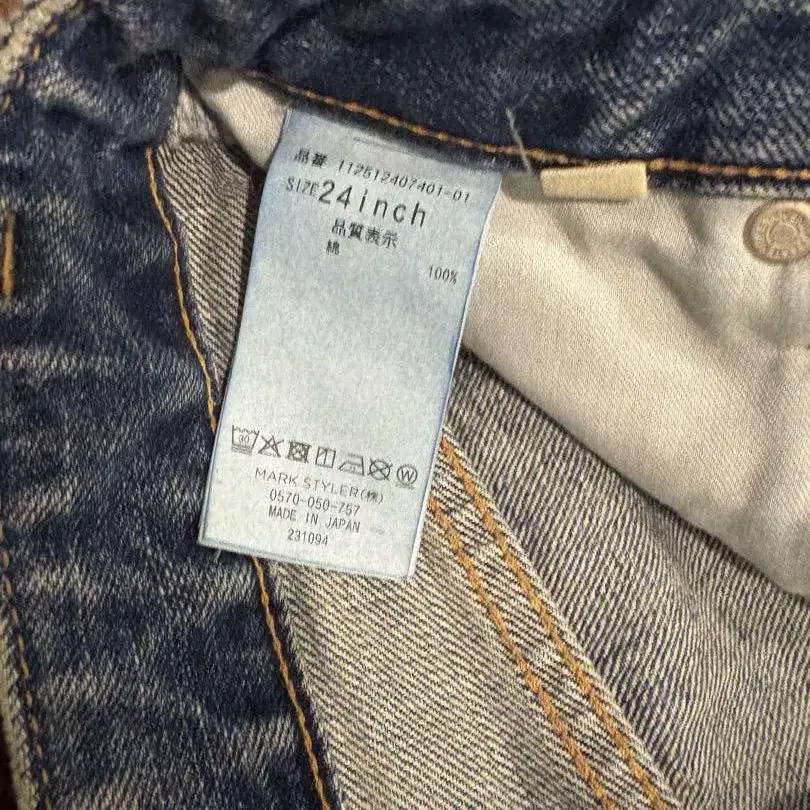 品番 112512407401-01
SIZE 24inch
品質表示
綿 100%
30
W
MARK STYLER(株)
0570-050-757
MADE IN JAPAN
231094